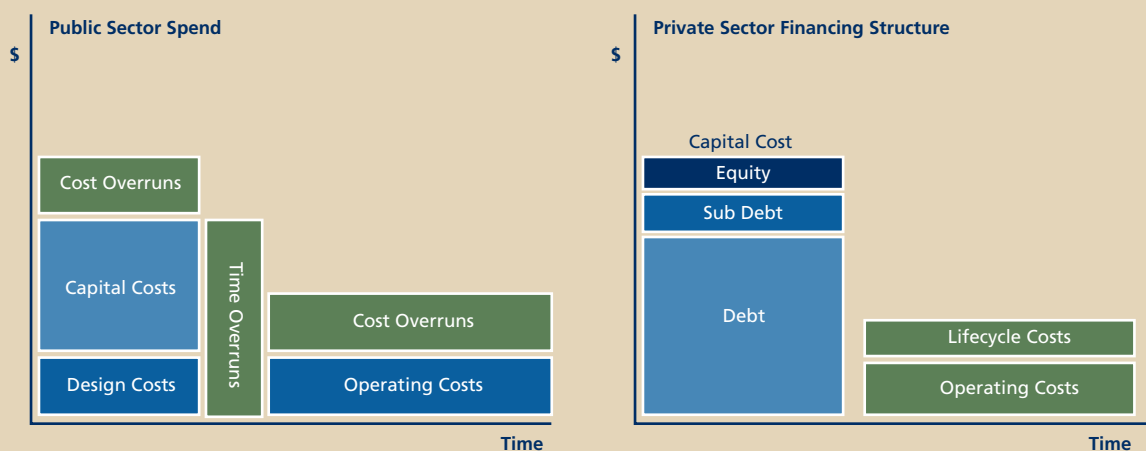 Public Sector Spend
$
Cost Overruns
Capital Costs
Time Overruns
Cost Overruns
Design Costs
Operating Costs
Time
Private Sector Financing Structure
$
Capital Cost
Equity
Sub Debt
Debt
Lifecycle Costs
Operating Costs
Time